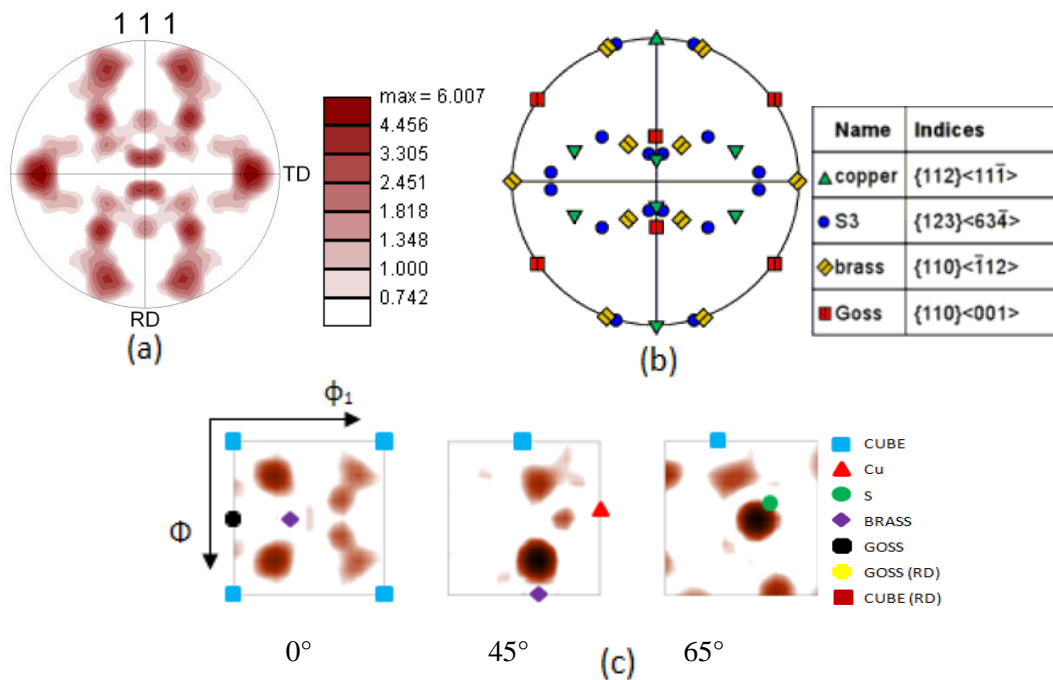 1 1 1
max = 6.007
4.456
3.305
2.451
1.818
1.348
1.000
0.742
TD
RD
(a)
Name Indices
copper {112}<111̄>
S3 {123}<634̄>
brass {110}<1̄12>
Goss {110}<001>
(b)
ϕ1
Φ
CUBE
Cu
S
BRASS
GOSS
GOSS (RD)
CUBE (RD)
0° 45° 65°
(c)